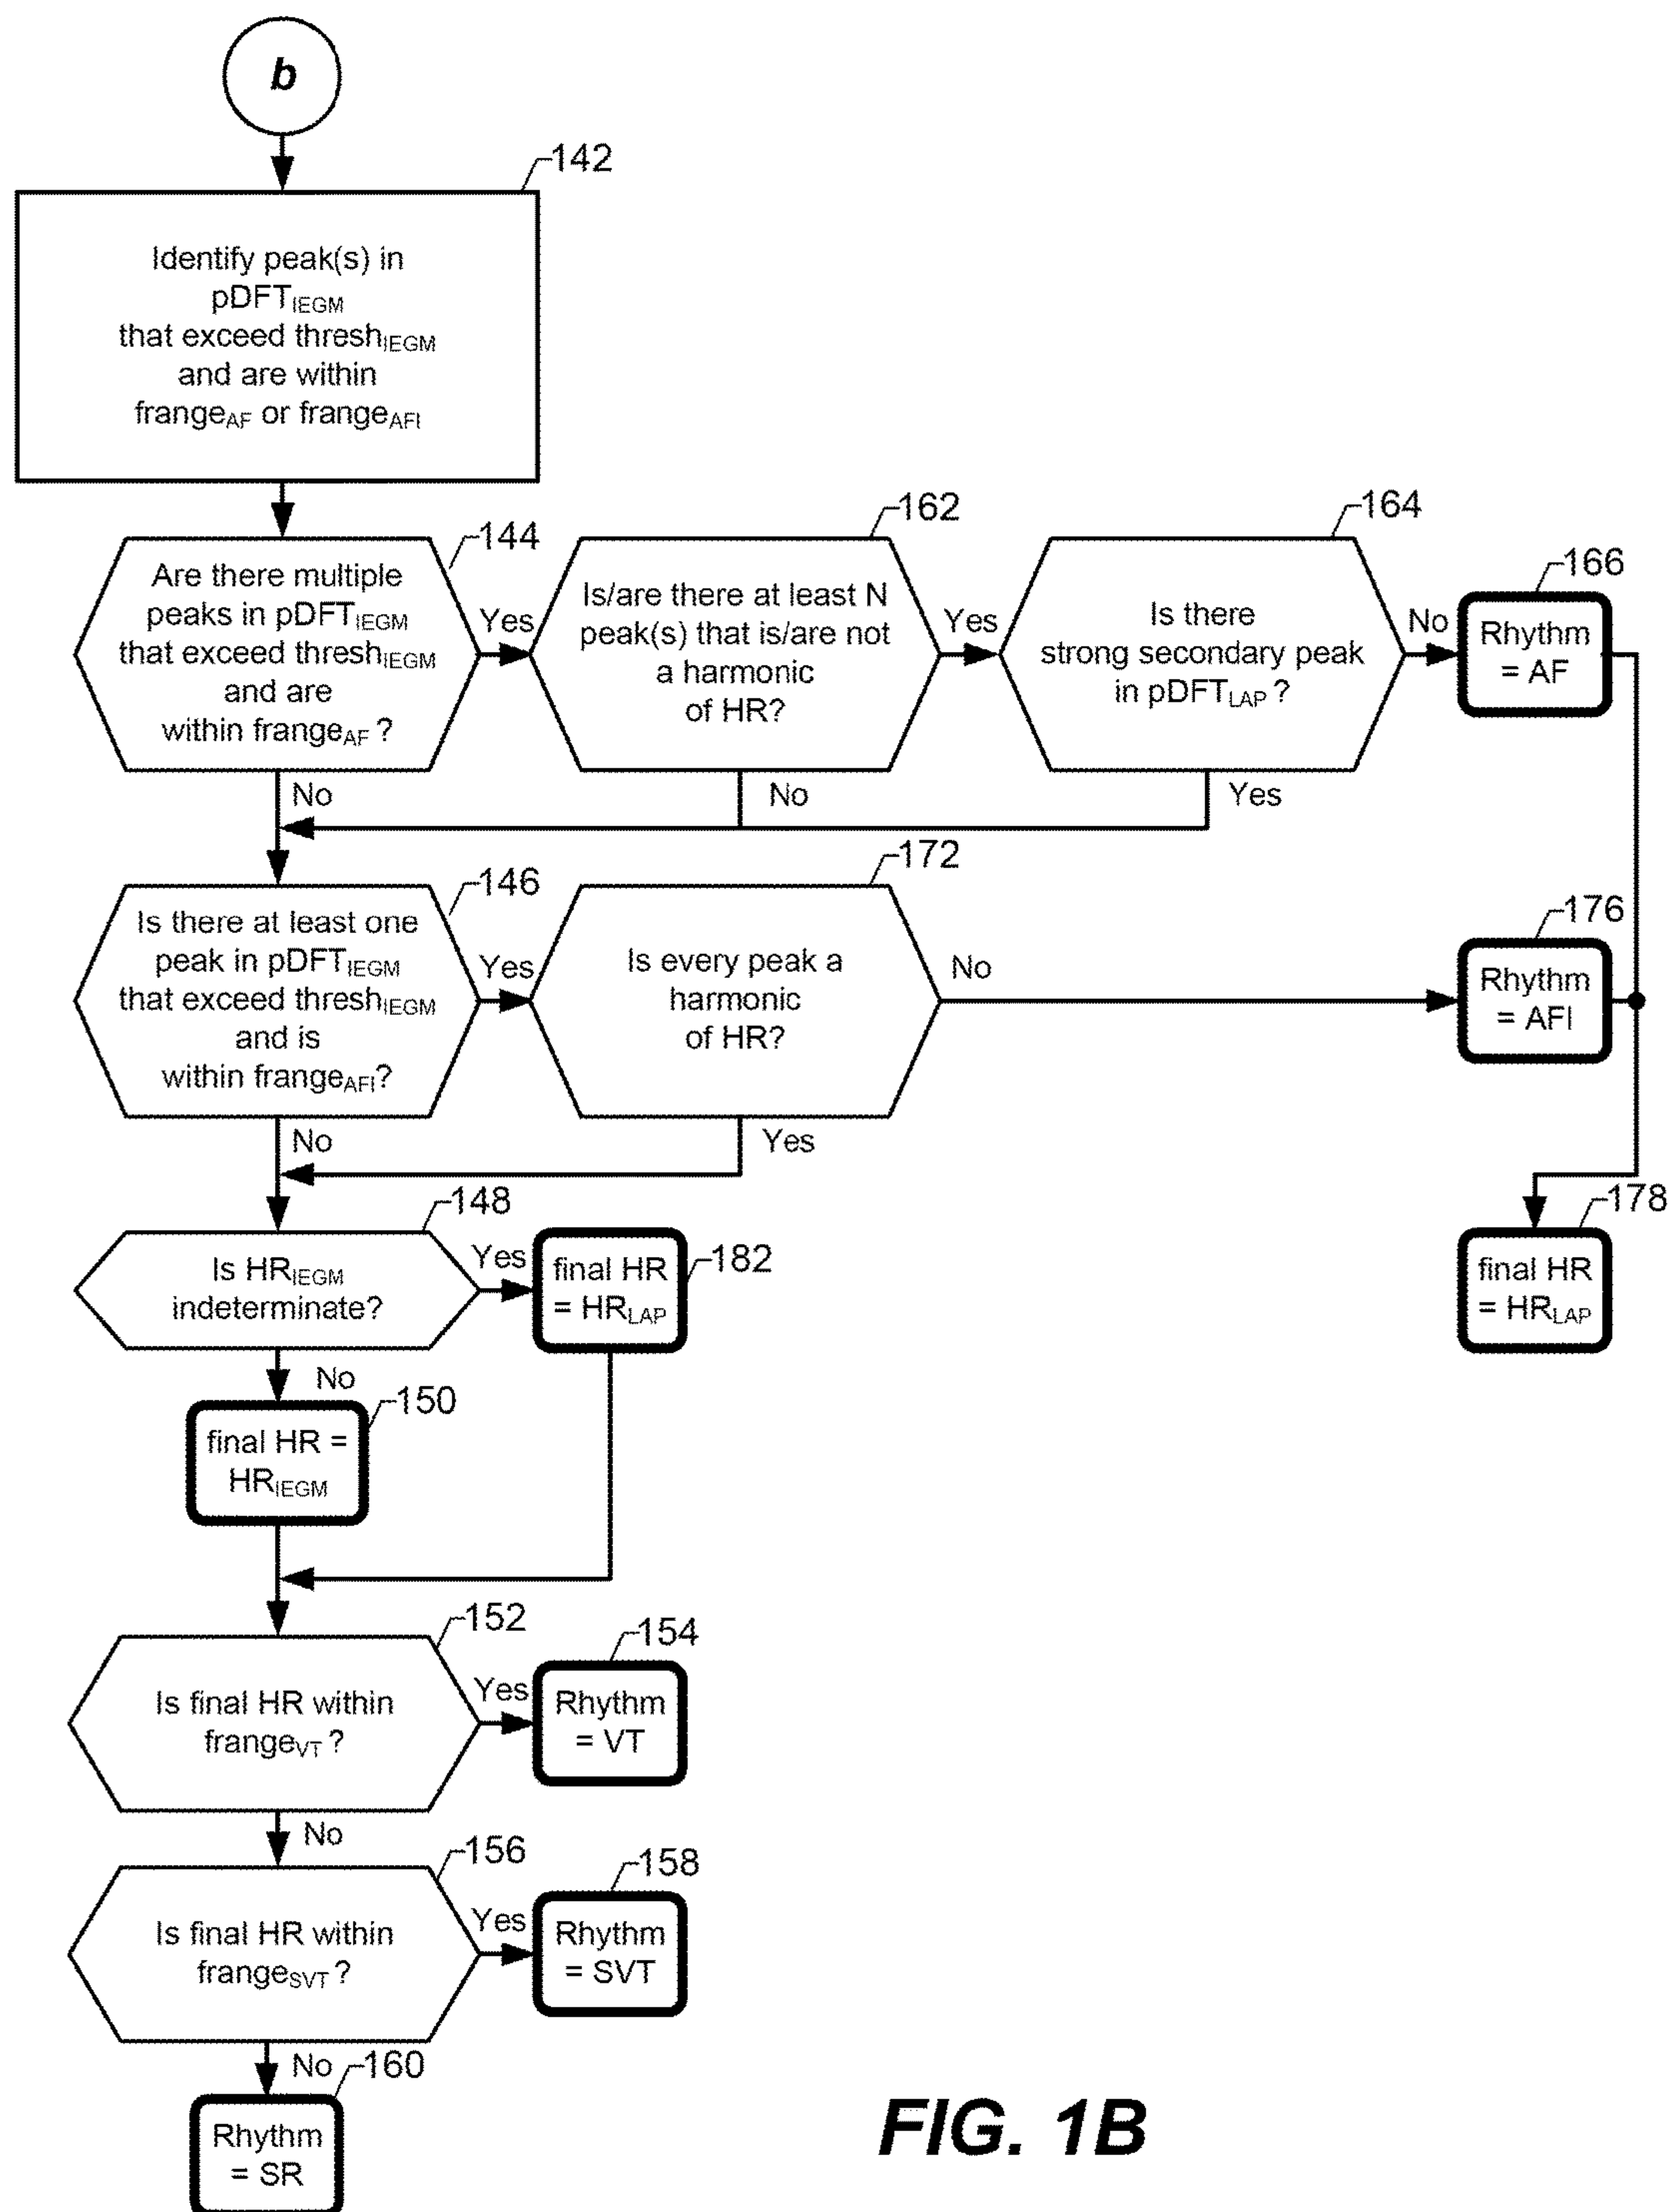 b
142
Identify peak(s) in
pDFTIEGM
that exceed threshIEGM
and are within
frangeAF or frangeAFl
144
Are there multiple
peaks in pDFTIEGM
that exceed threshIEGM
and are
within frangeAF ?
Yes
No
162
Is/are there at least N
peak(s) that is/are not
a harmonic
of HR?
Yes
No
164
Is there
strong secondary peak
in pDFTLAP ?
No
Yes
166
Rhythm
= AF
146
Is there at least one
peak in pDFTIEGM
that exceed threshIEGM
and is
within frangeAFl?
Yes
No
172
Is every peak a
harmonic
of HR?
No
Yes
176
Rhythm
= AFl
178
final HR
= HRLAP
148
Is HRIEGM
indeterminate?
Yes
No
182
final HR
= HRLAP
150
final HR =
HRIEGM
152
Is final HR within
frangeVT ?
Yes
No
154
Rhythm
= VT
156
Is final HR within
frangeSVT ?
Yes
No
158
Rhythm
= SVT
160
Rhythm
= SR
FIG. 1B